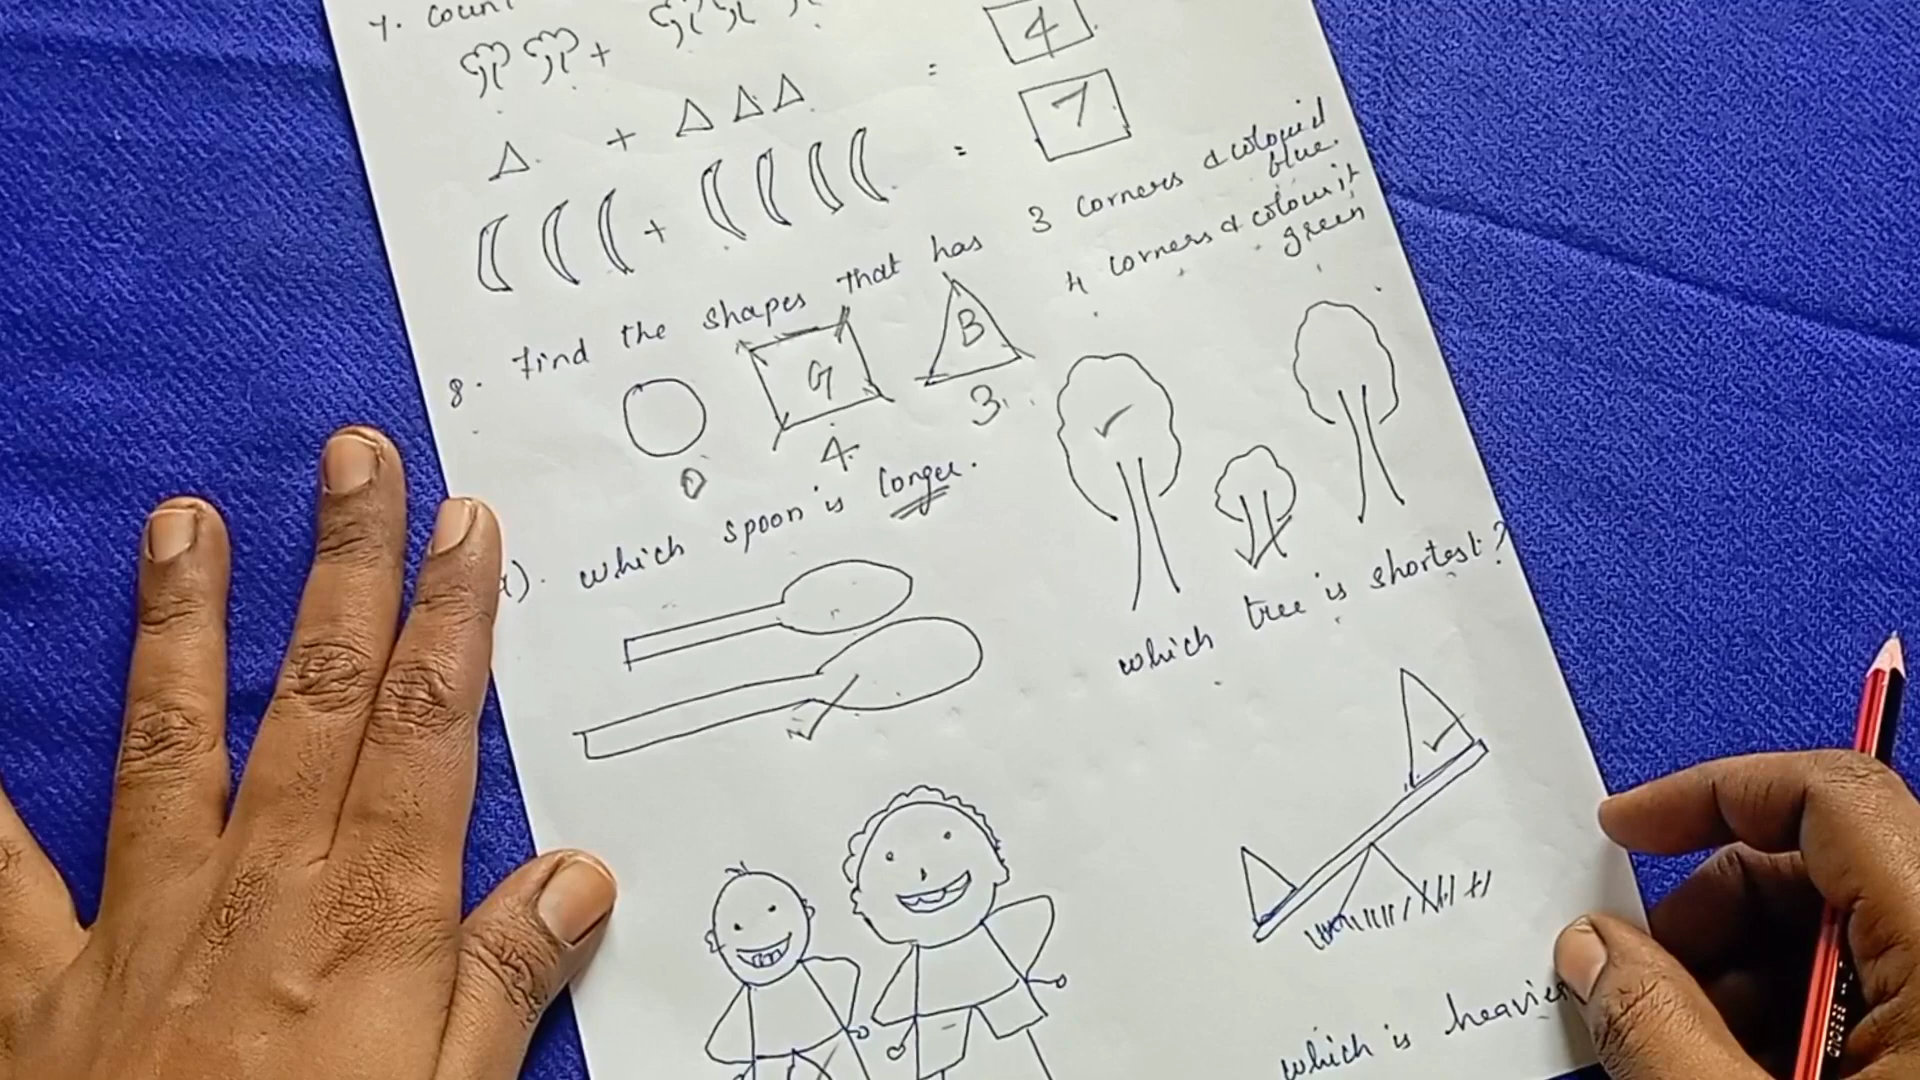 7. Count
+
= 4
+
+ = 7
8. Find the shapes that has 3 corners & colour it blue.
4 corners & colour it green
G B
0 4 3
which spoon is longer.
which tree is shortest?
which is heavier